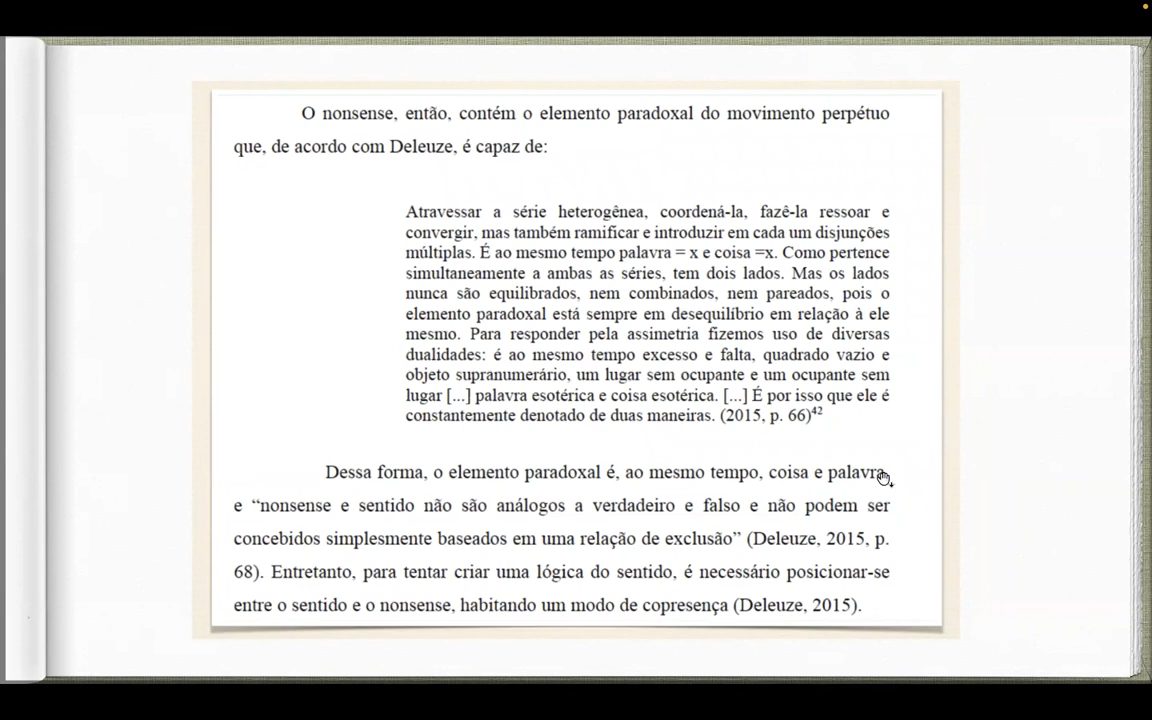 O nonsense, então, contém o elemento paradoxal do movimento perpétuo
que, de acordo com Deleuze, é capaz de:
Atravessar a série heterogênea, coordená-la, fazê-la ressoar e
convergir, mas também ramificar e introduzir em cada um disjunções
múltiplas. É ao mesmo tempo palavra = x e coisa =x. Como pertence
simultaneamente a ambas as séries, tem dois lados. Mas os lados
nunca são equilibrados, nem combinados, nem pareados, pois o
elemento paradoxal está sempre em desequilíbrio em relação à ele
mesmo. Para responder pela assimetria fizemos uso de diversas
dualidades: é ao mesmo tempo excesso e falta, quadrado vazio e
objeto supranumerário, um lugar sem ocupante e um ocupante sem
lugar [...] palavra esotérica e coisa esotérica. [...] É por isso que ele é
constantemente denotado de duas maneiras. (2015, p. 66)⁴²
Dessa forma, o elemento paradoxal é, ao mesmo tempo, coisa e palavra
e “nonsense e sentido não são análogos a verdadeiro e falso e não podem ser
concebidos simplesmente baseados em uma relação de exclusão” (Deleuze, 2015, p.
68). Entretanto, para tentar criar uma lógica do sentido, é necessário posicionar-se
entre o sentido e o nonsense, habitando um modo de copresença (Deleuze, 2015).